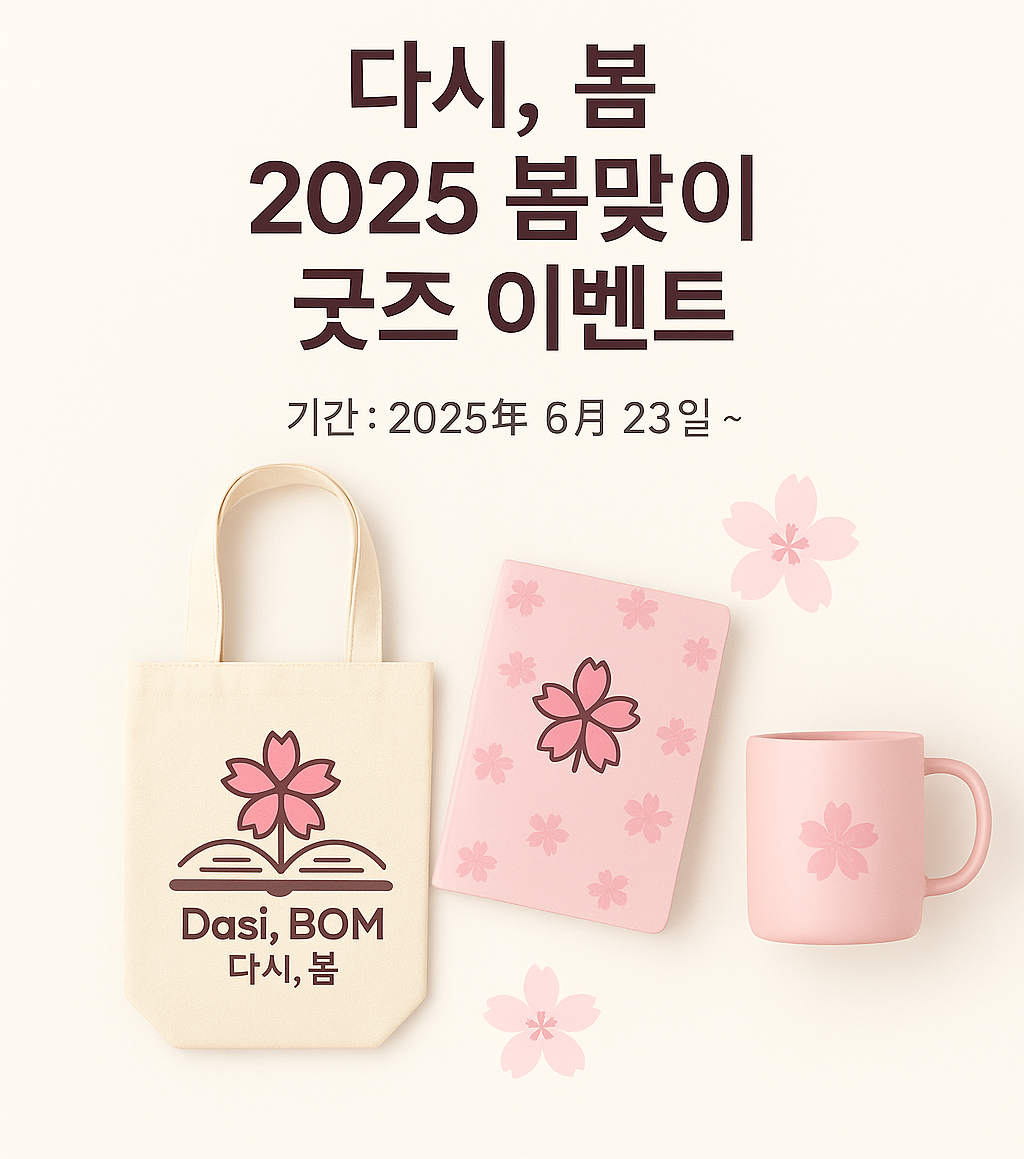 다시, 봄
2025 봄맞이
굿즈 이벤트
기간 : 2025年 6月 23일 ~
Dasi, BOM
다시, 봄